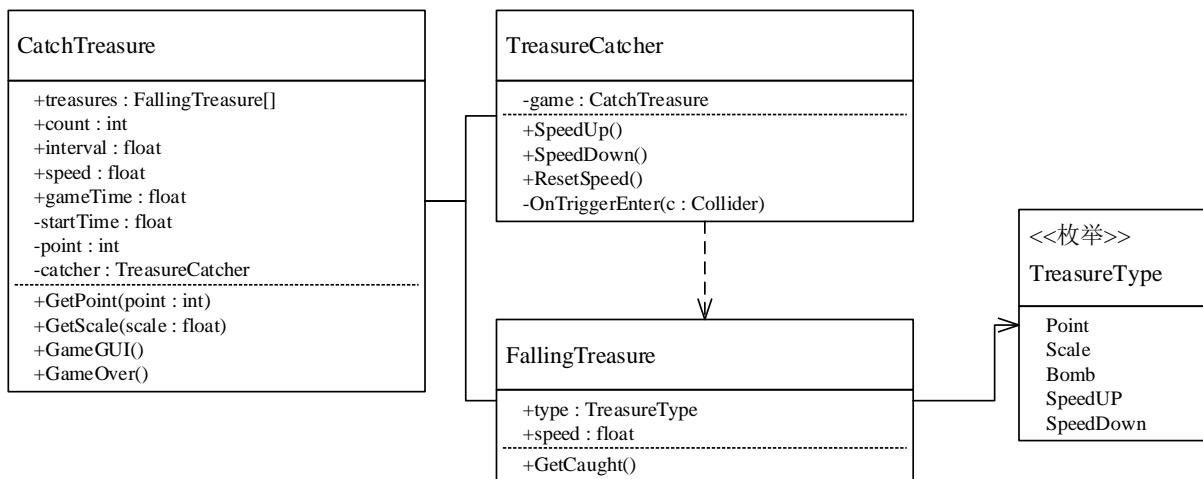 CatchTreasure
+treasures : FallingTreasure[]
+count : int
+interval : float
+speed : float
+gameTime : float
-startTime : float
-point : int
-catcher : TreasureCatcher
+GetPoint(point : int)
+GetScale(scale : float)
+GameGUI()
+GameOver()
TreasureCatcher
-game : CatchTreasure
+SpeedUp()
+SpeedDown()
+ResetSpeed()
-OnTriggerEnter(c : Collider)
FallingTreasure
+type : TreasureType
+speed : float
+GetCaught()
<<枚举>>
TreasureType
Point
Scale
Bomb
SpeedUP
SpeedDown